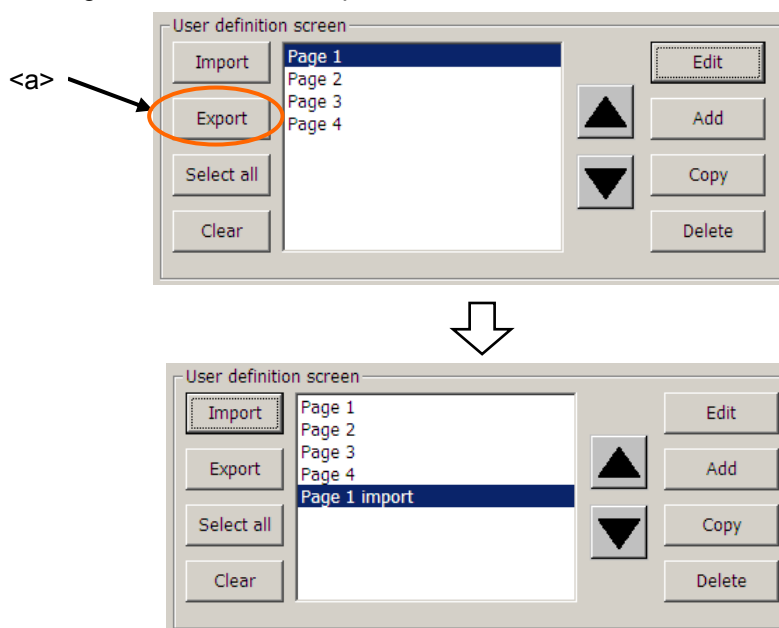 User definition screen
Import
Page 1
Edit
Page 2
<a>
Export
Page 3
Page 4
Add
Select all
Copy
Clear
Delete
User definition screen
Import
Page 1
Edit
Page 2
Page 3
Export
Page 4
Add
Page 1 import
Select all
Copy
Clear
Delete